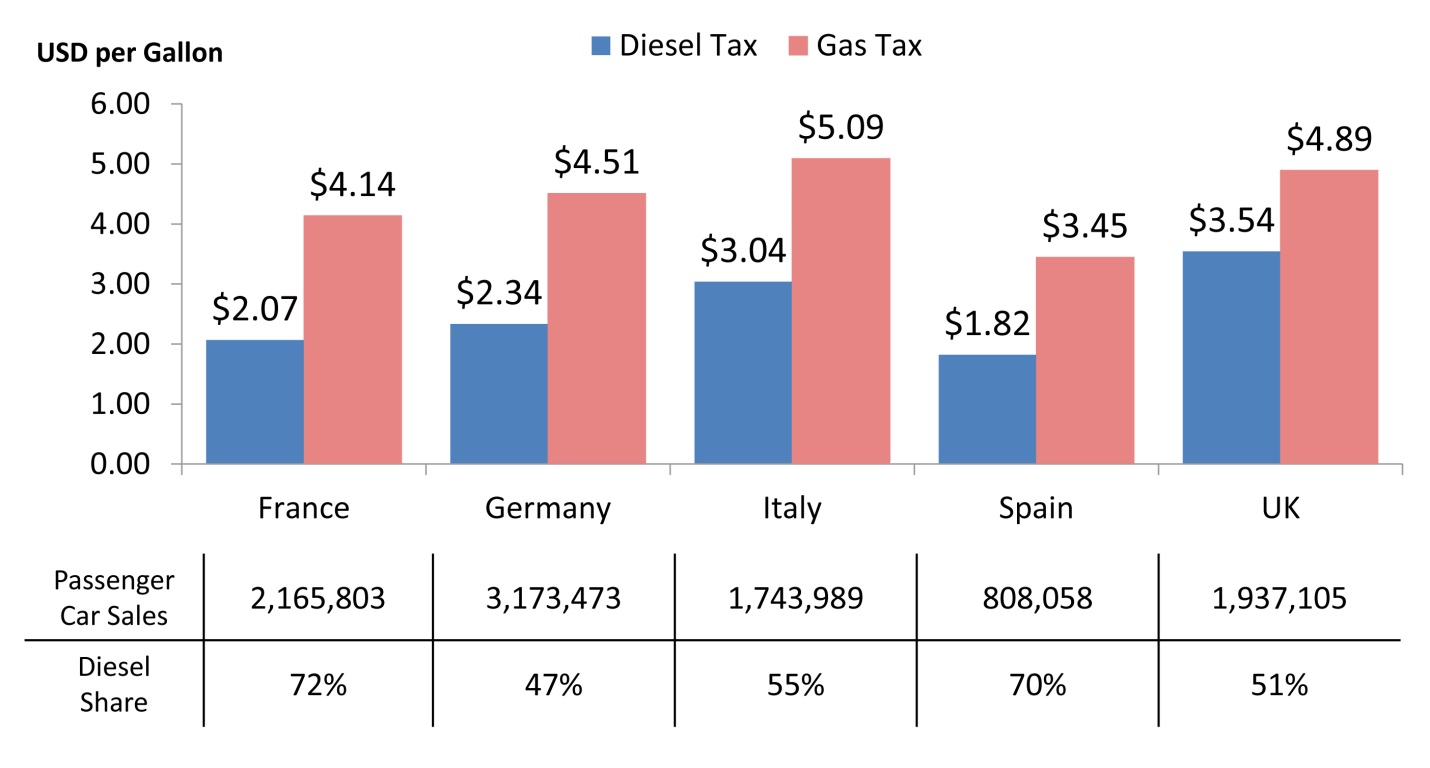 USD per Gallon
Diesel Tax Gas Tax
6.00
5.00
4.00
3.00
2.00
1.00
0.00
$2.07 $4.14
$2.34 $4.51
$3.04 $5.09
$1.82 $3.45
$3.54 $4.89
France Germany Italy Spain UK
Passenger
Car Sales
2,165,803 3,173,473 1,743,989 808,058 1,937,105
Diesel
Share
72% 47% 55% 70% 51%